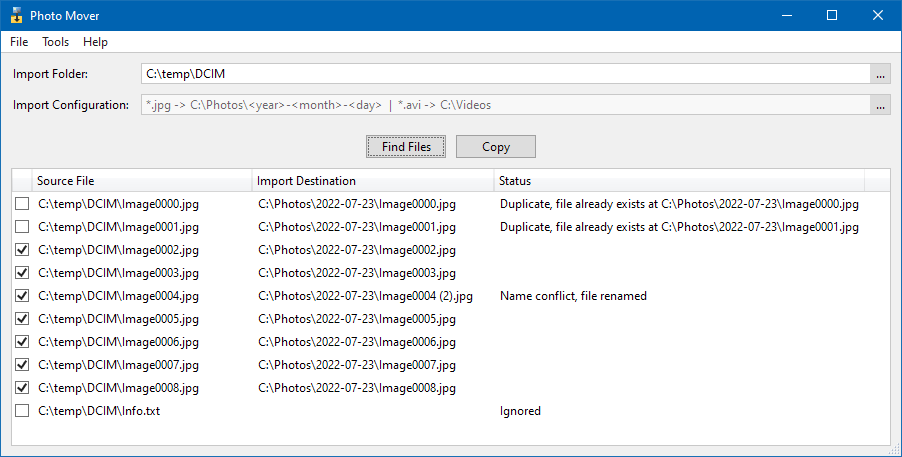 Photo Mover
File Tools Help
Import Folder: C:\temp\DCIM ...
Import Configuration: *.jpg -> C:\Photos\<year>-<month>-<day> | *.avi -> C:\Videos ...
Find Files Copy
Source File Import Destination Status
C:\temp\DCIM\Image0000.jpg C:\Photos\2022-07-23\Image0000.jpg Duplicate, file already exists at C:\Photos\2022-07-23\Image0000.jpg
C:\temp\DCIM\Image0001.jpg C:\Photos\2022-07-23\Image0001.jpg Duplicate, file already exists at C:\Photos\2022-07-23\Image0001.jpg
C:\temp\DCIM\Image0002.jpg C:\Photos\2022-07-23\Image0002.jpg
C:\temp\DCIM\Image0003.jpg C:\Photos\2022-07-23\Image0003.jpg
C:\temp\DCIM\Image0004.jpg C:\Photos\2022-07-23\Image0004 (2).jpg Name conflict, file renamed
C:\temp\DCIM\Image0005.jpg C:\Photos\2022-07-23\Image0005.jpg
C:\temp\DCIM\Image0006.jpg C:\Photos\2022-07-23\Image0006.jpg
C:\temp\DCIM\Image0007.jpg C:\Photos\2022-07-23\Image0007.jpg
C:\temp\DCIM\Image0008.jpg C:\Photos\2022-07-23\Image0008.jpg
C:\temp\DCIM\Info.txt Ignored